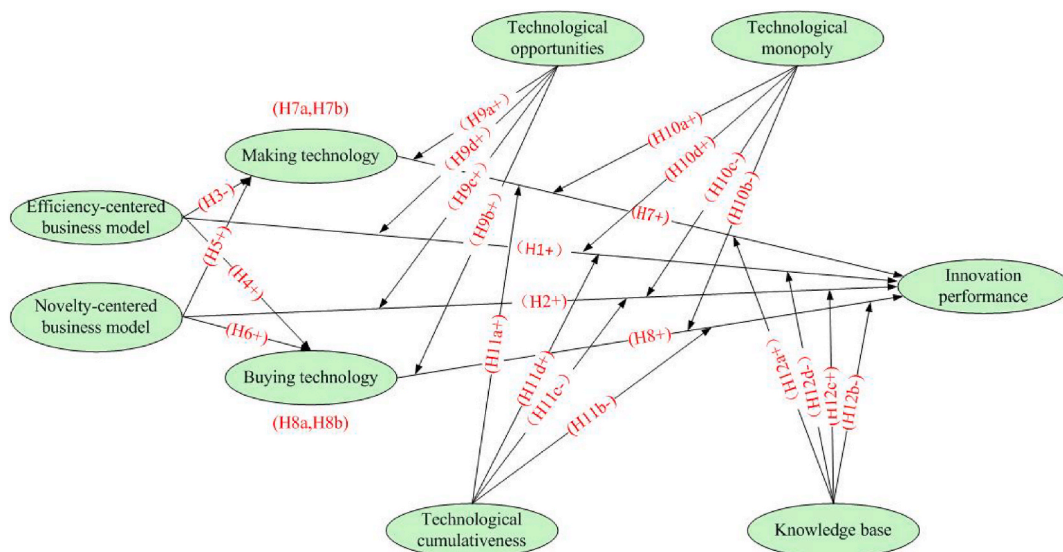 Technological
opportunities
Technological
monopoly
(H7a,H7b)
Making technology
Efficiency-centered
business model
Novelty-centered
business model
Buying technology
(H8a,H8b)
Innovation
performance
Technological
cumulativeness
Knowledge base
(H3-)
(H5+)
(H4+)
(H6+)
(H9a+)
(H9d+)
(H9c+)
(H9b+)
(H10a+)
(H10d+)
(H10c-)
(H10b-)
(H7+)
(H1+)
(H2+)
(H8+)
(H11a+)
(H11d+)
(H11c-)
(H11b-)
(H12a+)
(H12d-)
(H12c+)
(H12b-)